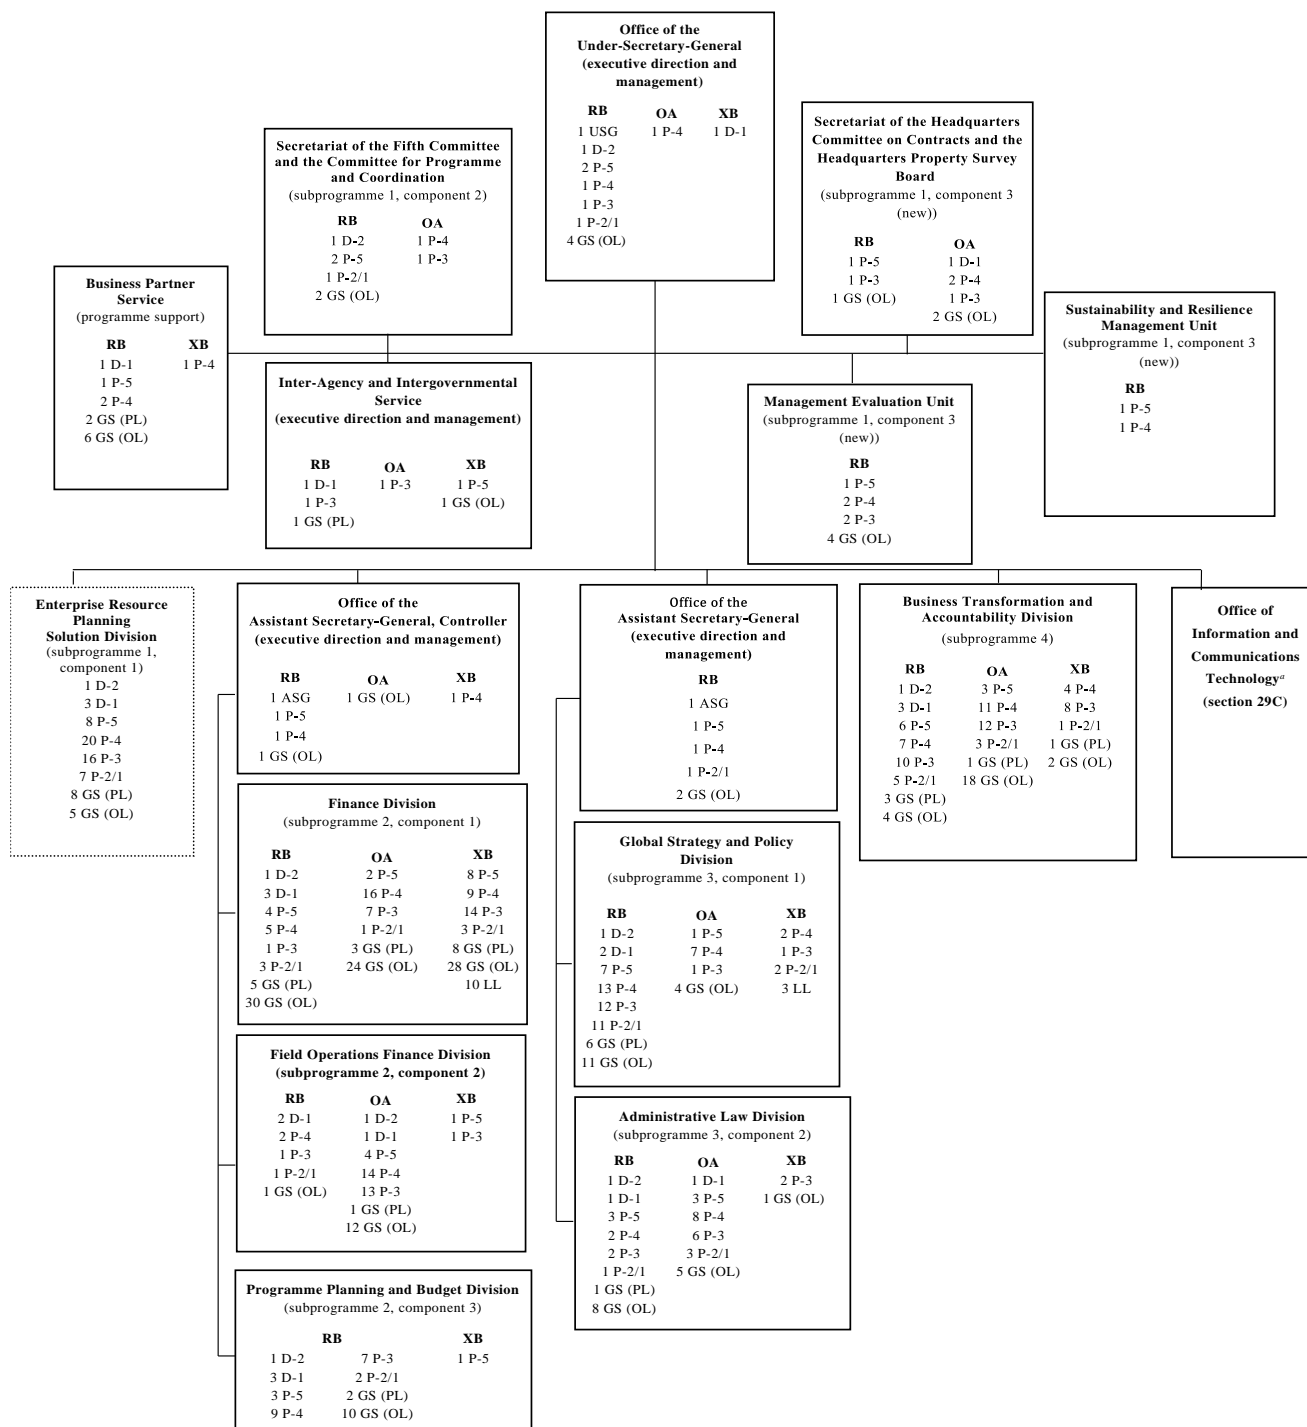 Office of the
Under-Secretary-General
(executive direction and
management)
RB OA XB
1 USG 1 P-4 1 D-1
1 D-2
2 P-5
1 P-4
1 P-3
1 P-2/1
4 GS (OL)
Secretariat of the Fifth Committee
and the Committee for Programme
and Coordination
(subprogramme 1, component 2)
RB OA
1 D-2 1 P-4
2 P-5 1 P-3
1 P-2/1
2 GS (OL)
Secretariat of the Headquarters
Committee on Contracts and the
Headquarters Property Survey
Board
(subprogramme 1, component 3
(new))
RB OA
1 P-5 1 D-1
1 P-3 2 P-4
1 GS (OL) 1 P-3
2 GS (OL)
Business Partner
Service
(programme support)
RB XB
1 D-1 1 P-4
1 P-5
2 P-4
2 GS (PL)
6 GS (OL)
Sustainability and Resilience
Management Unit
(subprogramme 1, component 3
(new))
RB
1 P-5
1 P-4
Inter-Agency and Intergovernmental
Service
(executive direction and management)
RB OA XB
1 D-1 1 P-3 1 P-5
1 P-3 1 GS (OL)
1 GS (PL)
Management Evaluation Unit
(subprogramme 1, component 3
(new))
RB
1 P-5
2 P-4
2 P-3
4 GS (OL)
Enterprise Resource
Planning
Solution Division
(subprogramme 1,
component 1)
1 D-2
3 D-1
8 P-5
20 P-4
16 P-3
7 P-2/1
8 GS (PL)
5 GS (OL)
Office of the
Assistant Secretary-General, Controller
(executive direction and management)
RB OA XB
1 ASG 1 GS (OL) 1 P-4
1 P-5
1 P-4
1 GS (OL)
Office of the
Assistant Secretary-General
(executive direction and
management)
RB
1 ASG
1 P-5
1 P-4
1 P-2/1
2 GS (OL)
Business Transformation and
Accountability Division
(subprogramme 4)
RB OA XB
1 D-2 3 P-5 4 P-4
3 D-1 11 P-4 8 P-3
6 P-5 12 P-3 1 P-2/1
7 P-4 3 P-2/1 1 GS (PL)
10 P-3 1 GS (PL) 2 GS (OL)
5 P-2/1 18 GS (OL)
3 GS (PL)
4 GS (OL)
Office of
Information and
Communications
Technologyᵃ
(section 29C)
Finance Division
(subprogramme 2, component 1)
RB OA XB
1 D-2 2 P-5 8 P-5
3 D-1 16 P-4 9 P-4
4 P-5 7 P-3 14 P-3
5 P-4 1 P-2/1 3 P-2/1
1 P-3 3 GS (PL) 8 GS (PL)
3 P-2/1 24 GS (OL) 28 GS (OL)
5 GS (PL) 10 LL
30 GS (OL)
Global Strategy and Policy
Division
(subprogramme 3, component 1)
RB OA XB
1 D-2 1 P-5 2 P-4
2 D-1 7 P-4 1 P-3
7 P-5 1 P-3 2 P-2/1
13 P-4 4 GS (OL) 3 LL
12 P-3
11 P-2/1
6 GS (PL)
11 GS (OL)
Field Operations Finance Division
(subprogramme 2, component 2)
RB OA XB
2 D-1 1 D-2 1 P-5
2 P-4 1 D-1 1 P-3
1 P-3 4 P-5
1 P-2/1 14 P-4
1 GS (OL) 13 P-3
1 GS (PL)
12 GS (OL)
Administrative Law Division
(subprogramme 3, component 2)
RB OA XB
1 D-2 1 D-1 2 P-3
1 D-1 3 P-5 1 GS (OL)
3 P-5 8 P-4
2 P-4 6 P-3
2 P-3 3 P-2/1
1 P-2/1 5 GS (OL)
1 GS (PL)
8 GS (OL)
Programme Planning and Budget Division
(subprogramme 2, component 3)
RB XB
1 D-2 7 P-3 1 P-5
3 D-1 2 P-2/1
3 P-5 2 GS (PL)
9 P-4 10 GS (OL)